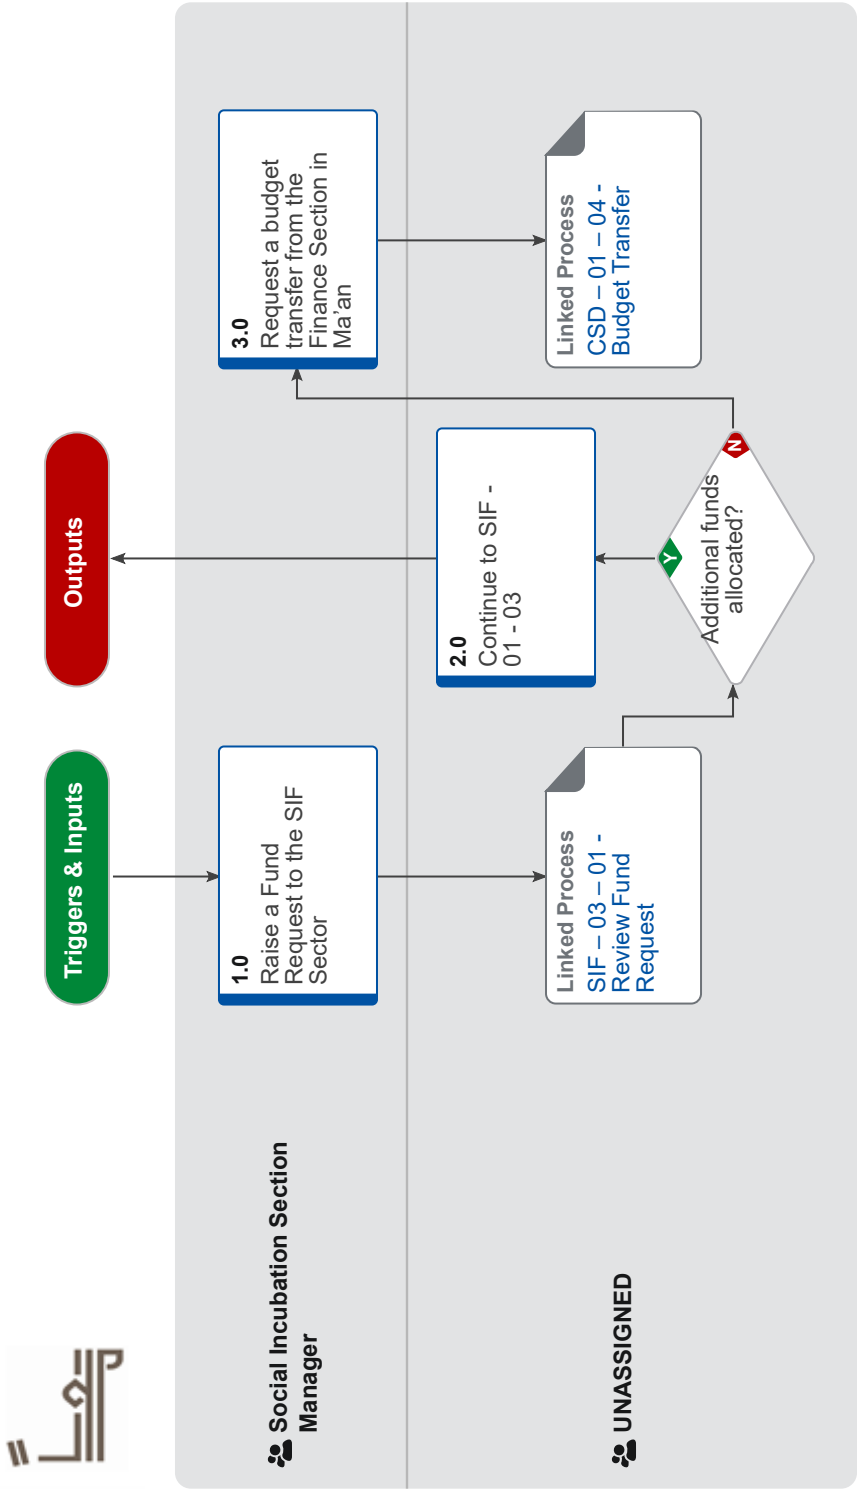 Triggers & Inputs
Outputs
Social Incubation Section
Manager
1.0
Raise a Fund
Request to the SIF
Sector
3.0
Request a budget
transfer from the
Finance Section in
Ma'an
UNASSIGNED
Linked Process
SIF – 03 – 01 -
Review Fund
Request
2.0
Continue to SIF -
01 - 03
Additional funds
allocated?
Y
N
Linked Process
CSD – 01 – 04 -
Budget Transfer